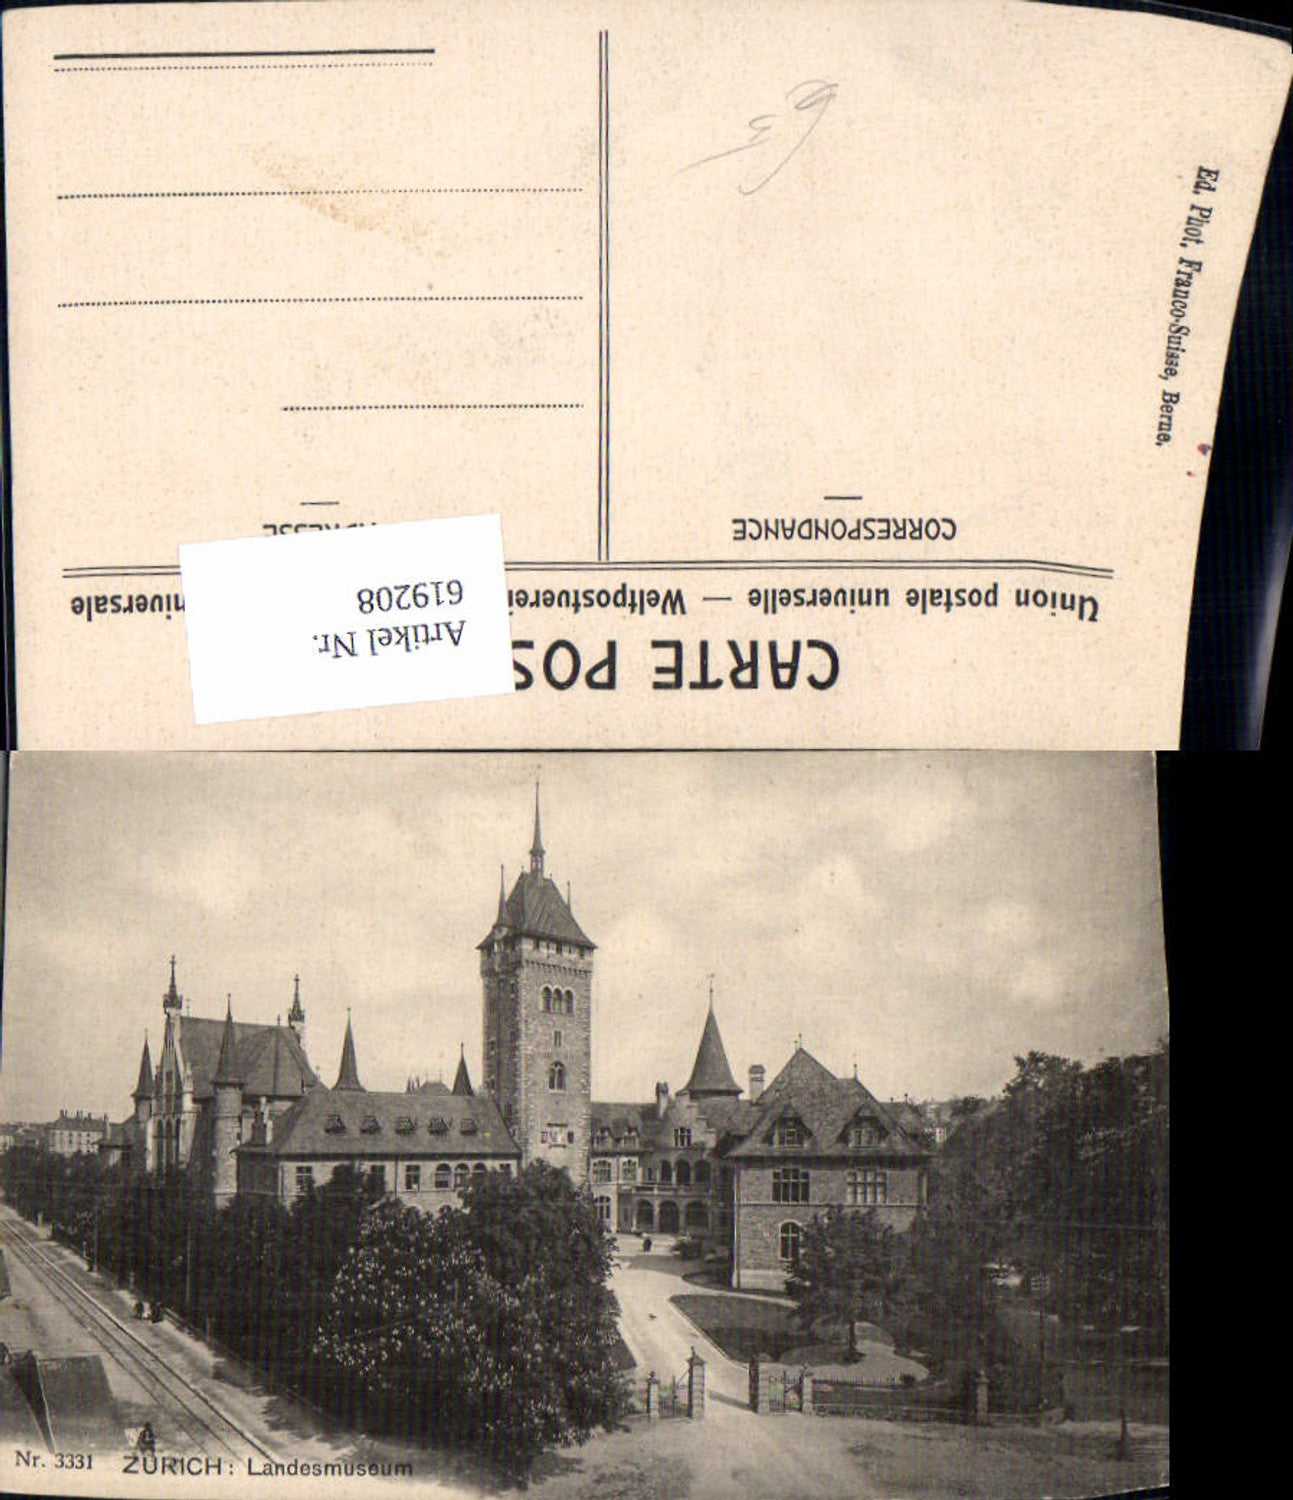 CARTE POS
Union postale universelle — Weltpostverei
universale
CORRESPONDANCE
Artikel Nr.
619208
Ed. Phot. Franco-Suisse, Berne.
Nr. 3331 ZÜRICH: Landesmuseum